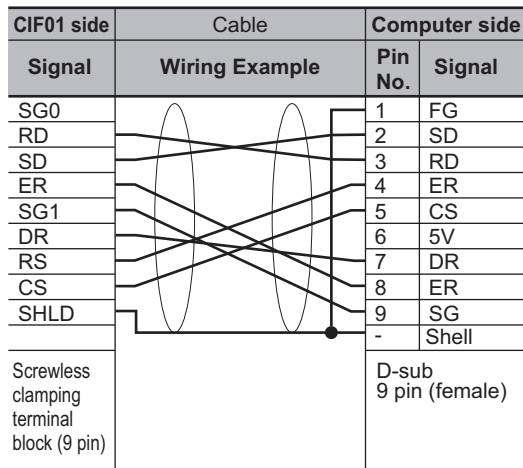 CIF01 side Cable Computer side
Signal Wiring Example Pin No. Signal
SG0 1 FG
RD 2 SD
SD 3 RD
ER 4 ER
SG1 5 CS
DR 6 5V
RS 7 DR
CS 8 ER
SHLD 9 SG
- Shell
Screwless
clamping
terminal
block (9 pin)
D-sub
9 pin (female)